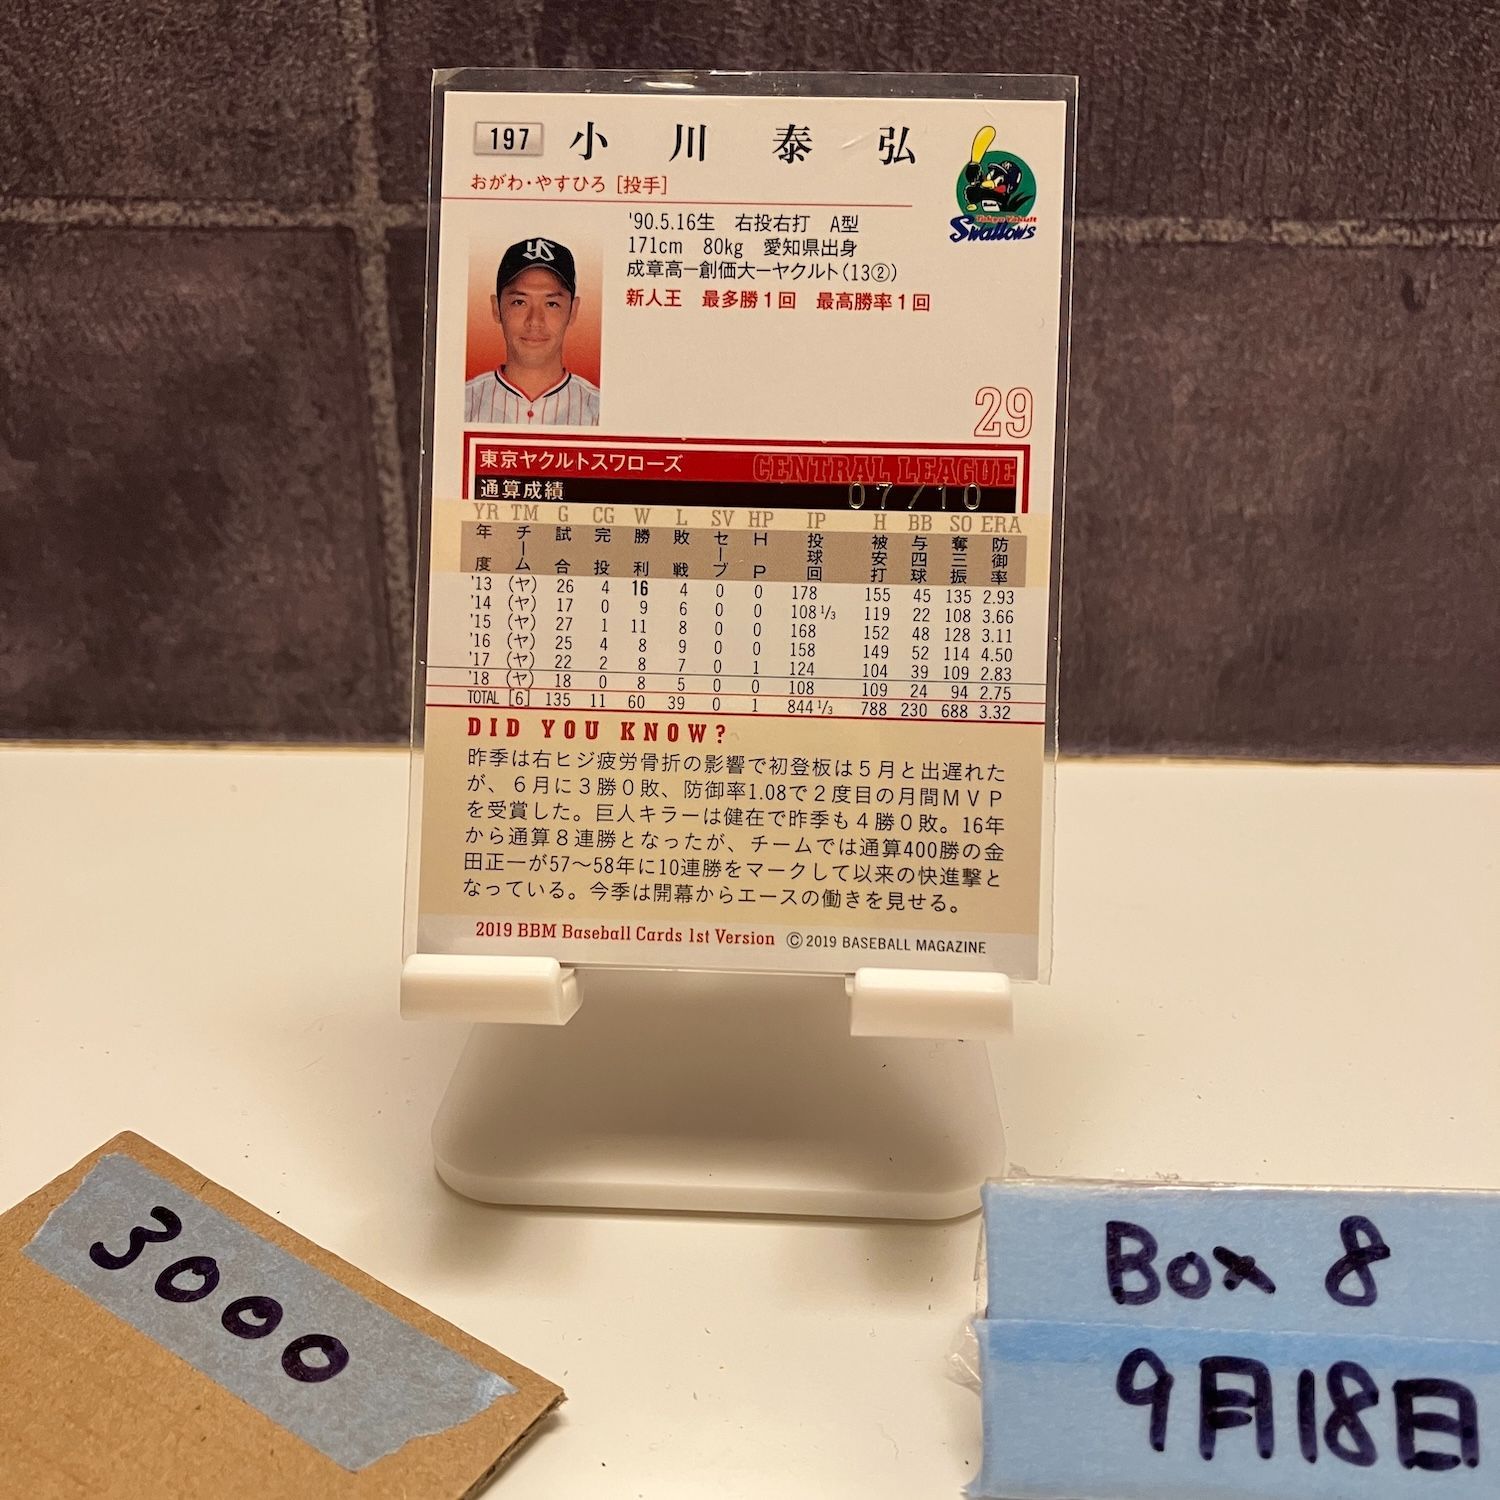 197 小川泰弘
おがわ・やすひろ [投手]
Tokyo Yakult
Swallows
'90.5.16生 右投右打 A型
171cm 80kg 愛知県出身
成章高ー創価大ーヤクルト(13②)
新人王 最多勝1回 最高勝率1回
29
東京ヤクルトスワローズ CENTRAL LEAGUE
通算成績 07/10
YR TM G CG W L SV HP IP H BB SO ERA
年度 チーム 試合 完投 勝利 敗戦 セーブ HP 投球回 被安打 与四球 奪三振 防御率
'13 (ヤ) 26 4 16 4 0 0 178 155 45 135 2.93
'14 (ヤ) 17 0 9 6 0 0 108 1/3 119 22 108 3.66
'15 (ヤ) 27 1 11 8 0 0 168 152 48 128 3.11
'16 (ヤ) 25 4 8 9 0 0 158 149 52 114 4.50
'17 (ヤ) 22 2 8 7 0 1 124 104 39 109 2.83
'18 (ヤ) 18 0 8 5 0 0 108 109 24 94 2.75
TOTAL [6] 135 11 60 39 0 1 844 1/3 788 230 688 3.32
DID YOU KNOW?
昨季は右ヒジ疲労骨折の影響で初登板は5月と出遅れた
が、6月に3勝0敗、防御率1.08で2度目の月間MVP
を受賞した。巨人キラーは健在で昨季も4勝0敗。16年
から通算8連勝となったが、チームでは通算400勝の金
田正一が57〜58年に10連勝をマークして以来の快進撃と
なっている。今季は開幕からエースの働きを見せる。
2019 BBM Baseball Cards 1st Version ©2019 BASEBALL MAGAZINE
3000
Box 8
9月18日